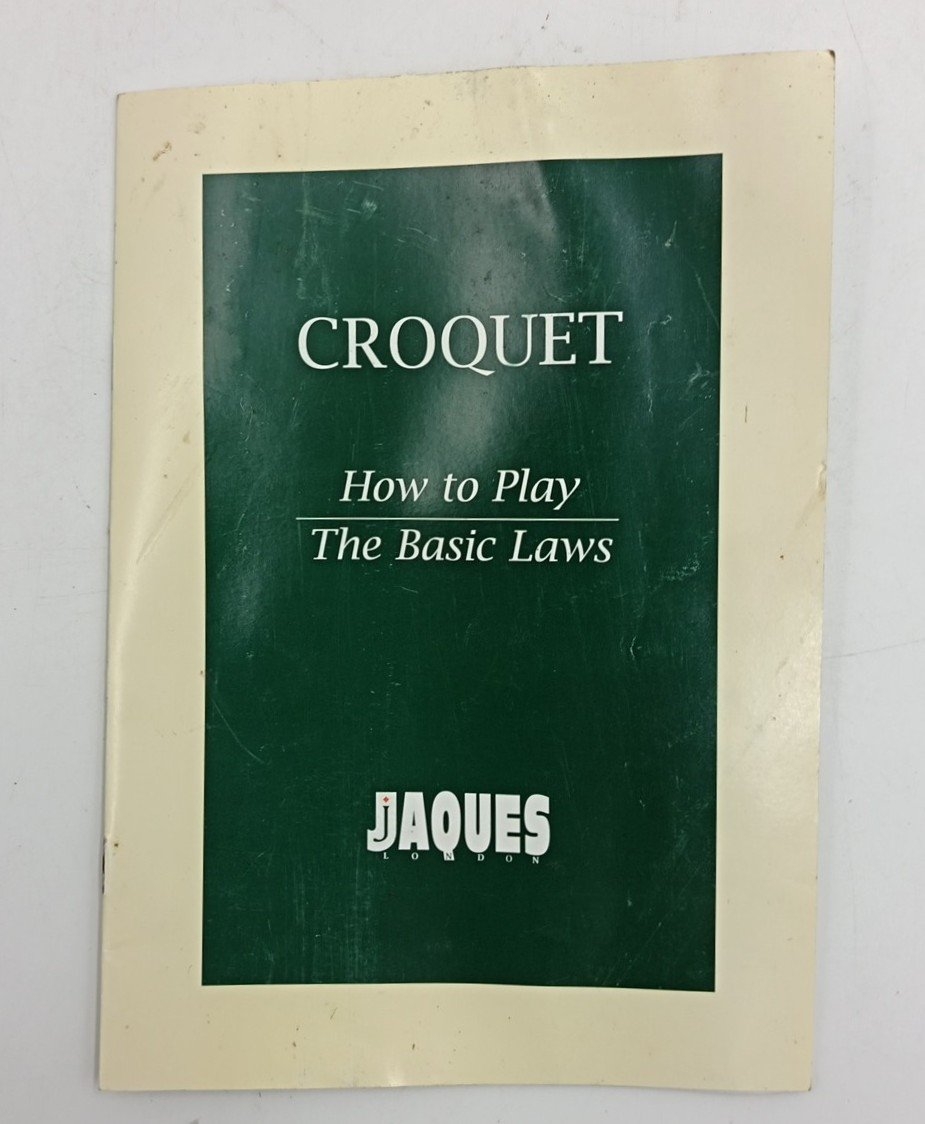 CROQUET
How to Play
The Basic Laws
JAQUES
LONDON